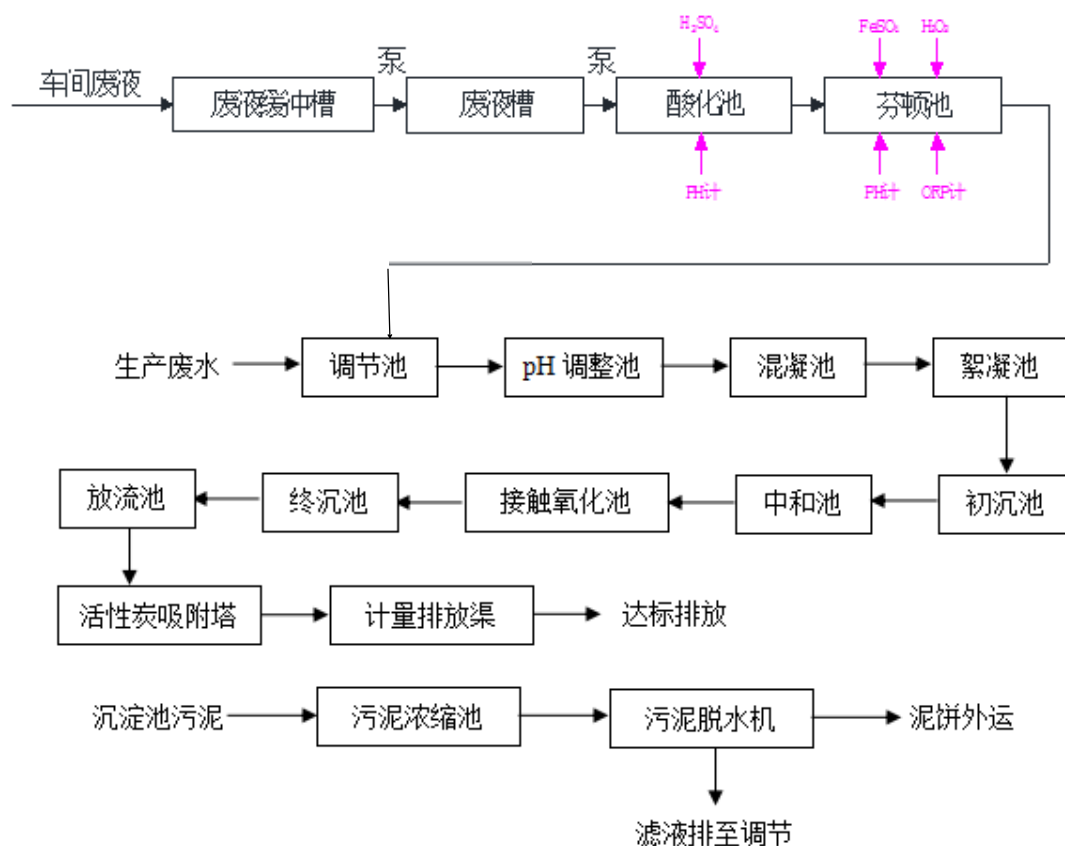 H₂SO₄
FeSO₄
H₂O₂
泵
泵
车间废液
废液缓冲槽
废液槽
酸化池
芬顿池
PH计
PH计
ORP计
生产废水
调节池
pH 调整池
混凝池
絮凝池
放流池
终沉池
接触氧化池
中和池
初沉池
活性炭吸附塔
计量排放渠
达标排放
沉淀池污泥
污泥浓缩池
污泥脱水机
泥饼外运
滤液排至调节